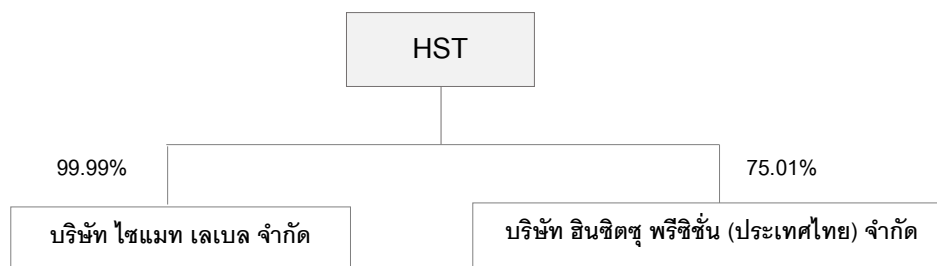 HST
99.99%
75.01%
บริษัท ไซแมท เลเบล จำกัด
บริษัท ฮินซิตซุ พรีซิชั่น (ประเทศไทย) จำกัด